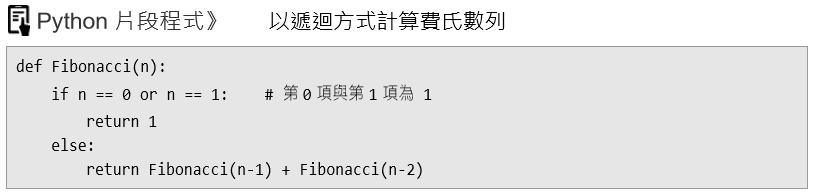 Python 片段程式》 以遞迴方式計算費氏數列
def Fibonacci(n):
    if n == 0 or n == 1:    # 第 0 項與第 1 項為 1
        return 1
    else:
        return Fibonacci(n-1) + Fibonacci(n-2)